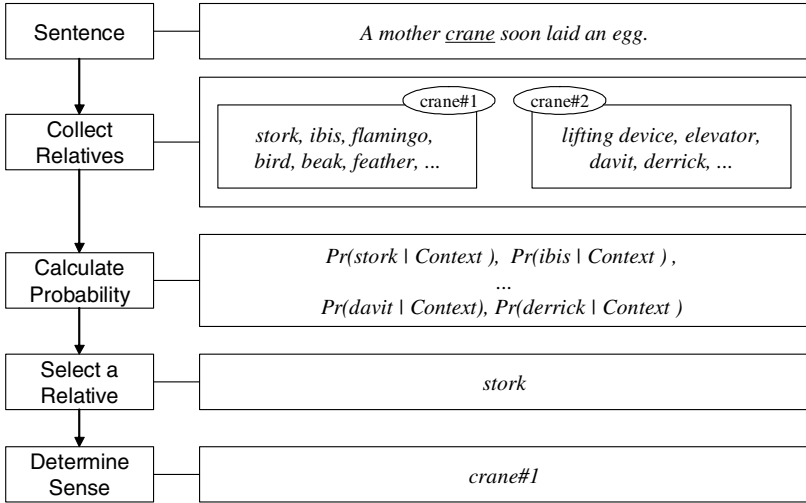 Sentence
A mother crane soon laid an egg.
Collect
Relatives
crane#1
stork, ibis, flamingo,
bird, beak, feather, ...
crane#2
lifting device, elevator,
davit, derrick, ...
Calculate
Probability
Pr(stork | Context ), Pr(ibis | Context ) ,
...
Pr(davit | Context), Pr(derrick | Context )
Select a
Relative
stork
Determine
Sense
crane#1